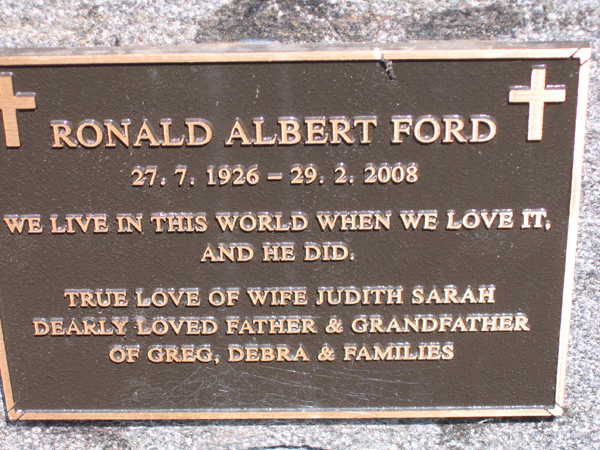 RONALD ALBERT FORD
27. 7. 1926 – 29. 2. 2008
WE LIVE IN THIS WORLD WHEN WE LOVE IT,
AND HE DID.
TRUE LOVE OF WIFE JUDITH SARAH
DEARLY LOVED FATHER & GRANDFATHER
OF GREG, DEBRA & FAMILIES